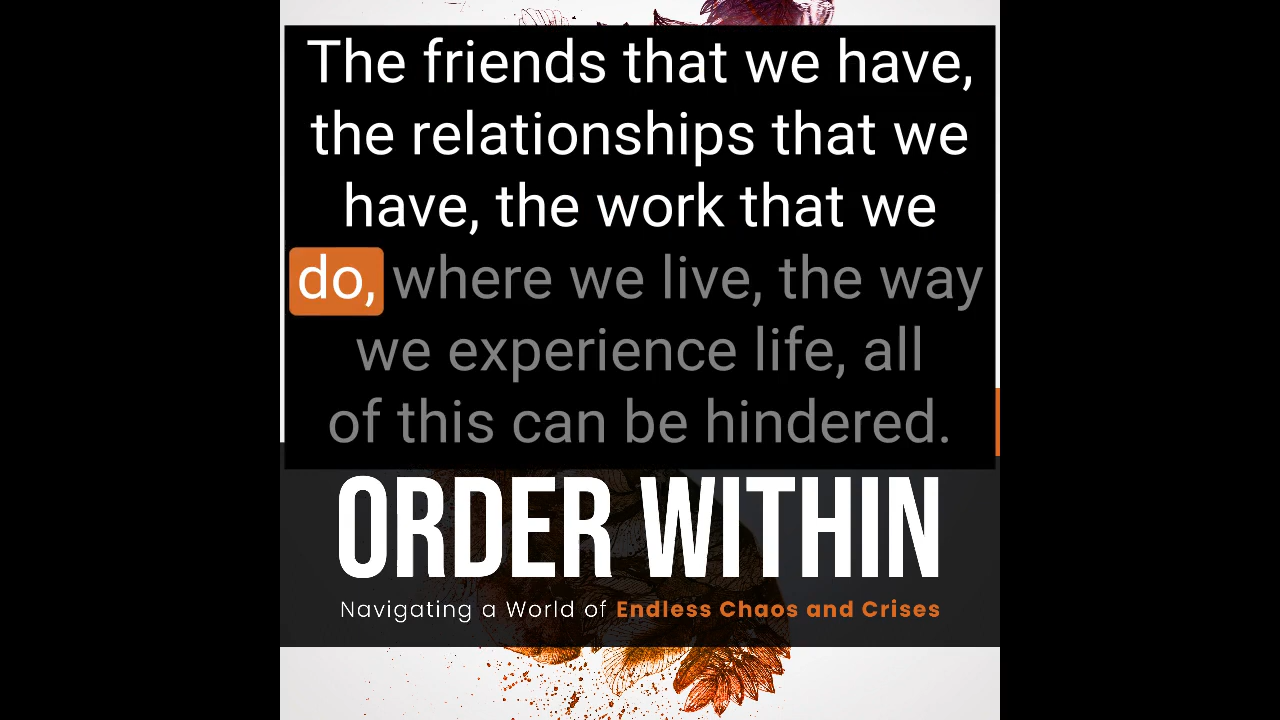 The friends that we have,
the relationships that we
have, the work that we
do, where we live, the way
we experience life, all
of this can be hindered.
ORDER WITHIN
Navigating a World of Endless Chaos and Crises